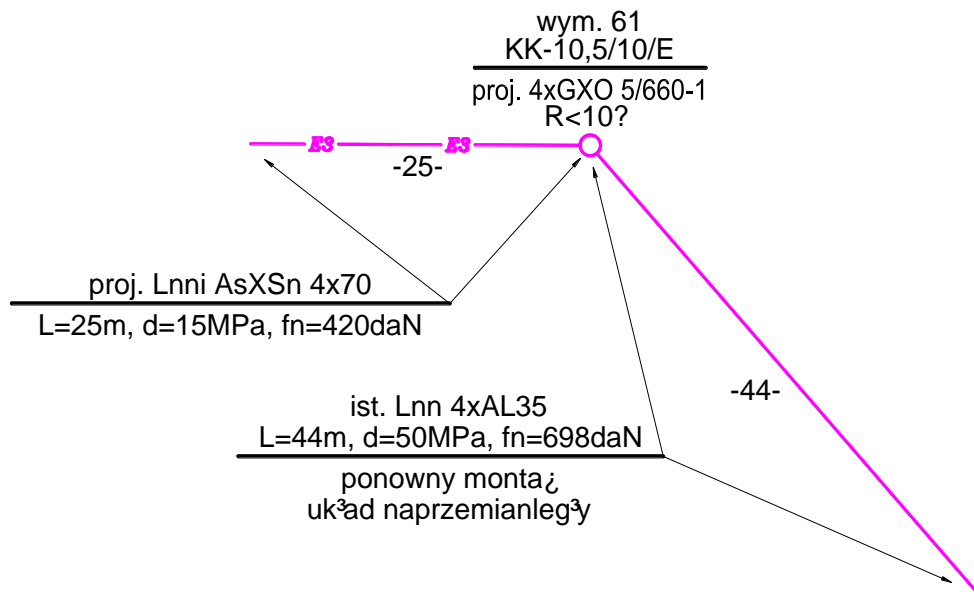 wym. 61
KK-10,5/10/E
proj. 4xGXO 5/660-1
R<10?
E3 E3
-25-
proj. Lnni AsXSn 4x70
L=25m, d=15MPa, fn=420daN
-44-
ist. Lnn 4xAL35
L=44m, d=50MPa, fn=698daN
ponowny monta¿
uk³ad naprzemianleg³y